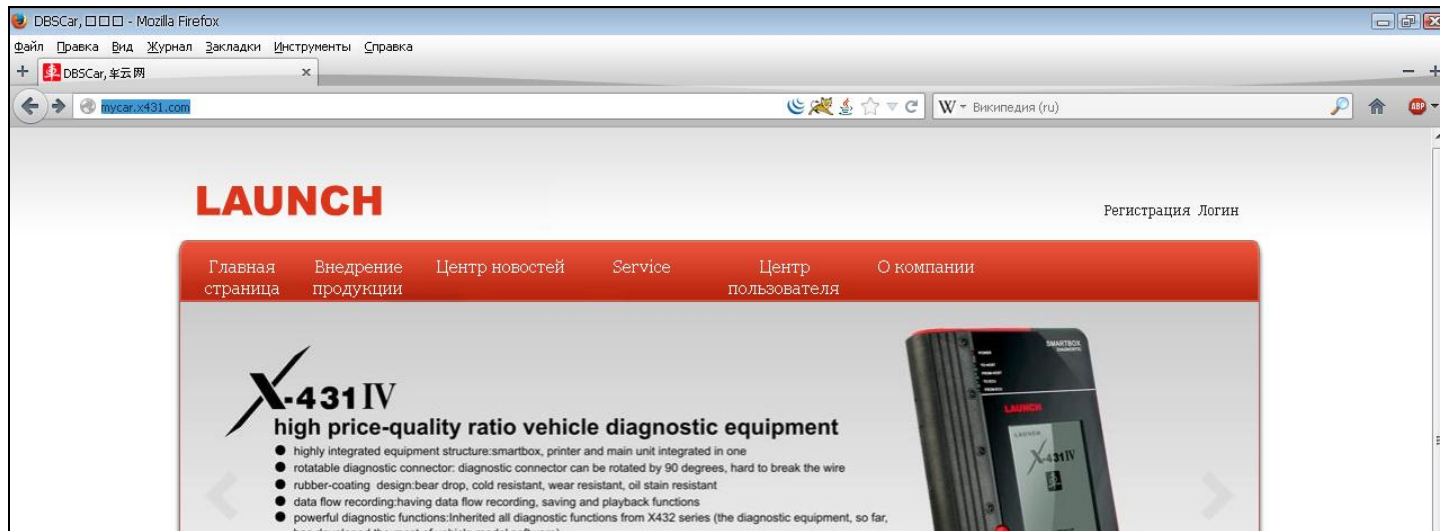 DBSCar, □□□ - Mozilla Firefox
Файл Правка Вид Журнал Закладки Инструменты Справка
DBSCar, 车云网
mycar.x431.com
W Википедия (ru)
ABP
LAUNCH
Регистрация Логин
Главная страница
Внедрение продукции
Центр новостей
Service
Центр пользователя
О компании
X-431 IV
high price-quality ratio vehicle diagnostic equipment
● highly integrated equipment structure:smartbox, printer and main unit integrated in one
● rotatable diagnostic connector: diagnostic connector can be rotated by 90 degrees, hard to break the wire
● rubber-coating design:bear drop, cold resistant, wear resistant, oil stain resistant
● data flow recording:having data flow recording, saving and playback functions
● powerful diagnostic functions:Inherited all diagnostic functions from X432 series (the diagnostic equipment, so far,
SMARTBOX
DIAGNOSTIC
POWER
LAUNCH
LAUNCH
X-431 IV